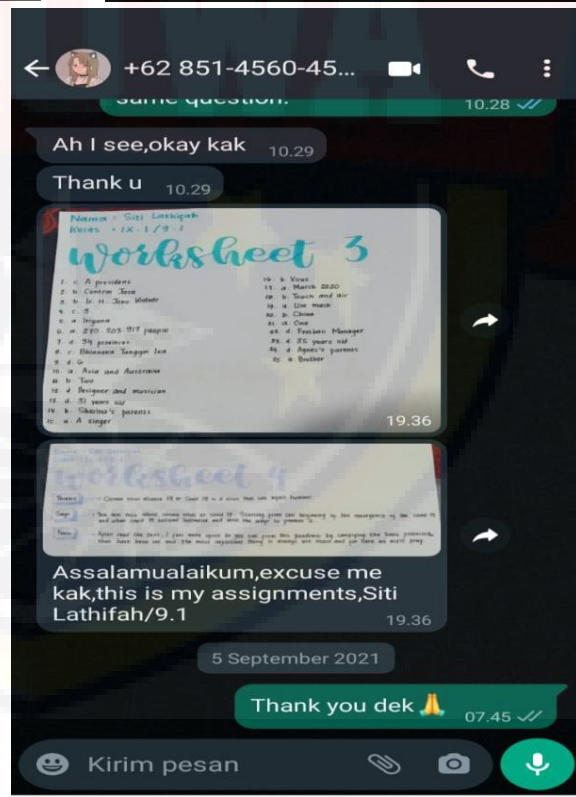 +62 851-4560-45...
same question.
10.28
Ah I see,okay kak 10.29
Thank u 10.29
Nama : Siti Lathifah
Kelas : IX-1/9.1
worksheet 3
1. c. A president
2. b. Central Java
3. b. Ir. H. Joko Widodo
4. c. 3
5. a. Iriana
6. a. 270.203.917 people
7. d. 34 provinces
8. c. Bhinneka Tunggal Ika
9. d. 6
10. a. Asia and Australia
11. b. Two
12. d. Designer and musician
13. d. 31 years old
14. b. Sherina's parents
15. a. A singer
16. b. Virus
17. a. March 2020
18. b. Touch and air
19. a. Use mask
20. b. China
21. a. One
22. d. Fashion Manager
23. d. 35 years old
24. d. Agnez's parents
25. a. Brother
19.36
worksheet 4
Assalamualaikum,excuse me
kak,this is my assignments,Siti
Lathifah/9.1
19.36
5 September 2021
Thank you dek 🙏 07.45
Kirim pesan